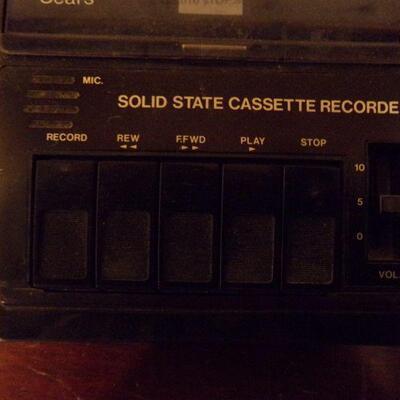 Sears
MIC.
SOLID STATE CASSETTE RECORDE
RECORD REW F.FWD PLAY STOP
10
5
0
VOL.